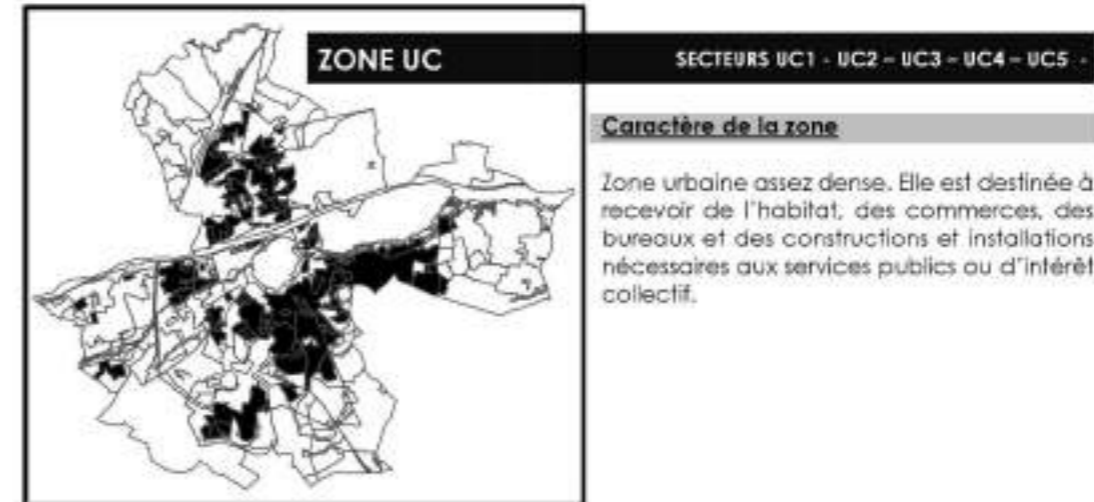 ZONE UC
SECTEURS UC1 - UC2 – UC3 – UC4 – UC5 -
Caractère de la zone
Zone urbaine assez dense. Elle est destinée à
recevoir de l'habitat, des commerces, des
bureaux et des constructions et installations
nécessaires aux services publics ou d'intérêt
collectif.